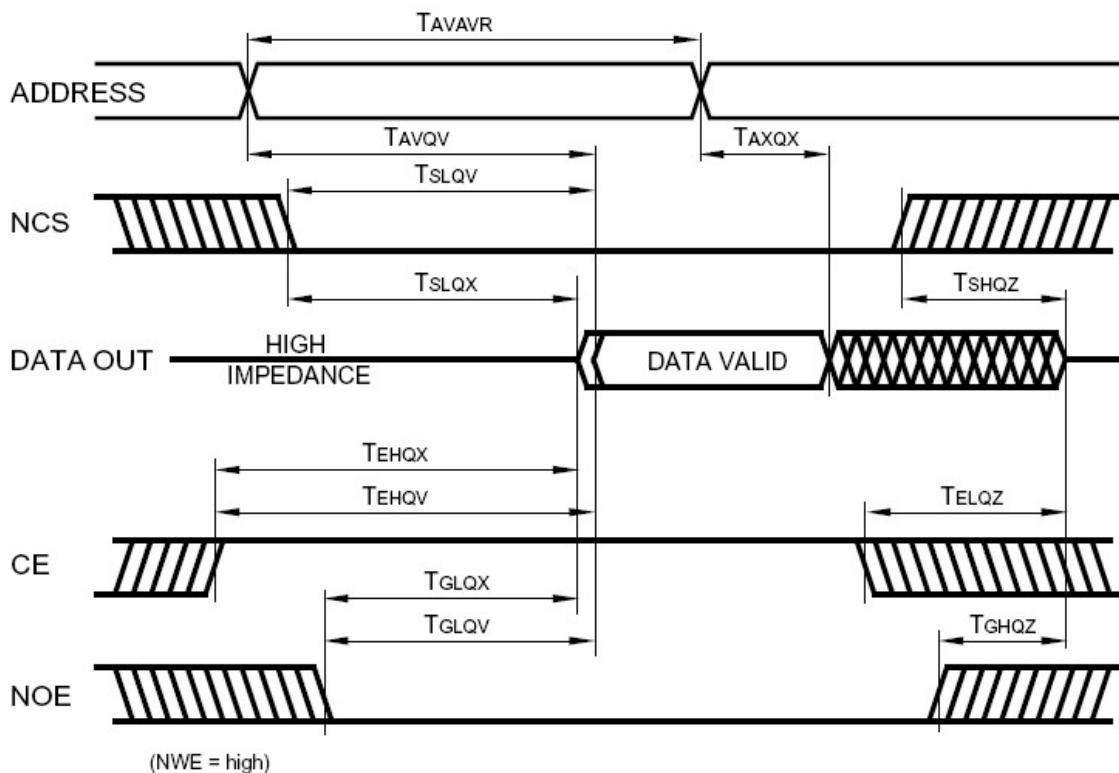 TAVAVR
ADDRESS
TAVQV
TAXQX
TSLQV
NCS
TSLQX
TSHQZ
DATA OUT
HIGH
IMPEDANCE
DATA VALID
TEHQX
TEHQV
TELQZ
CE
TGLQX
TGLQV
TGHQZ
NOE
(NWE = high)